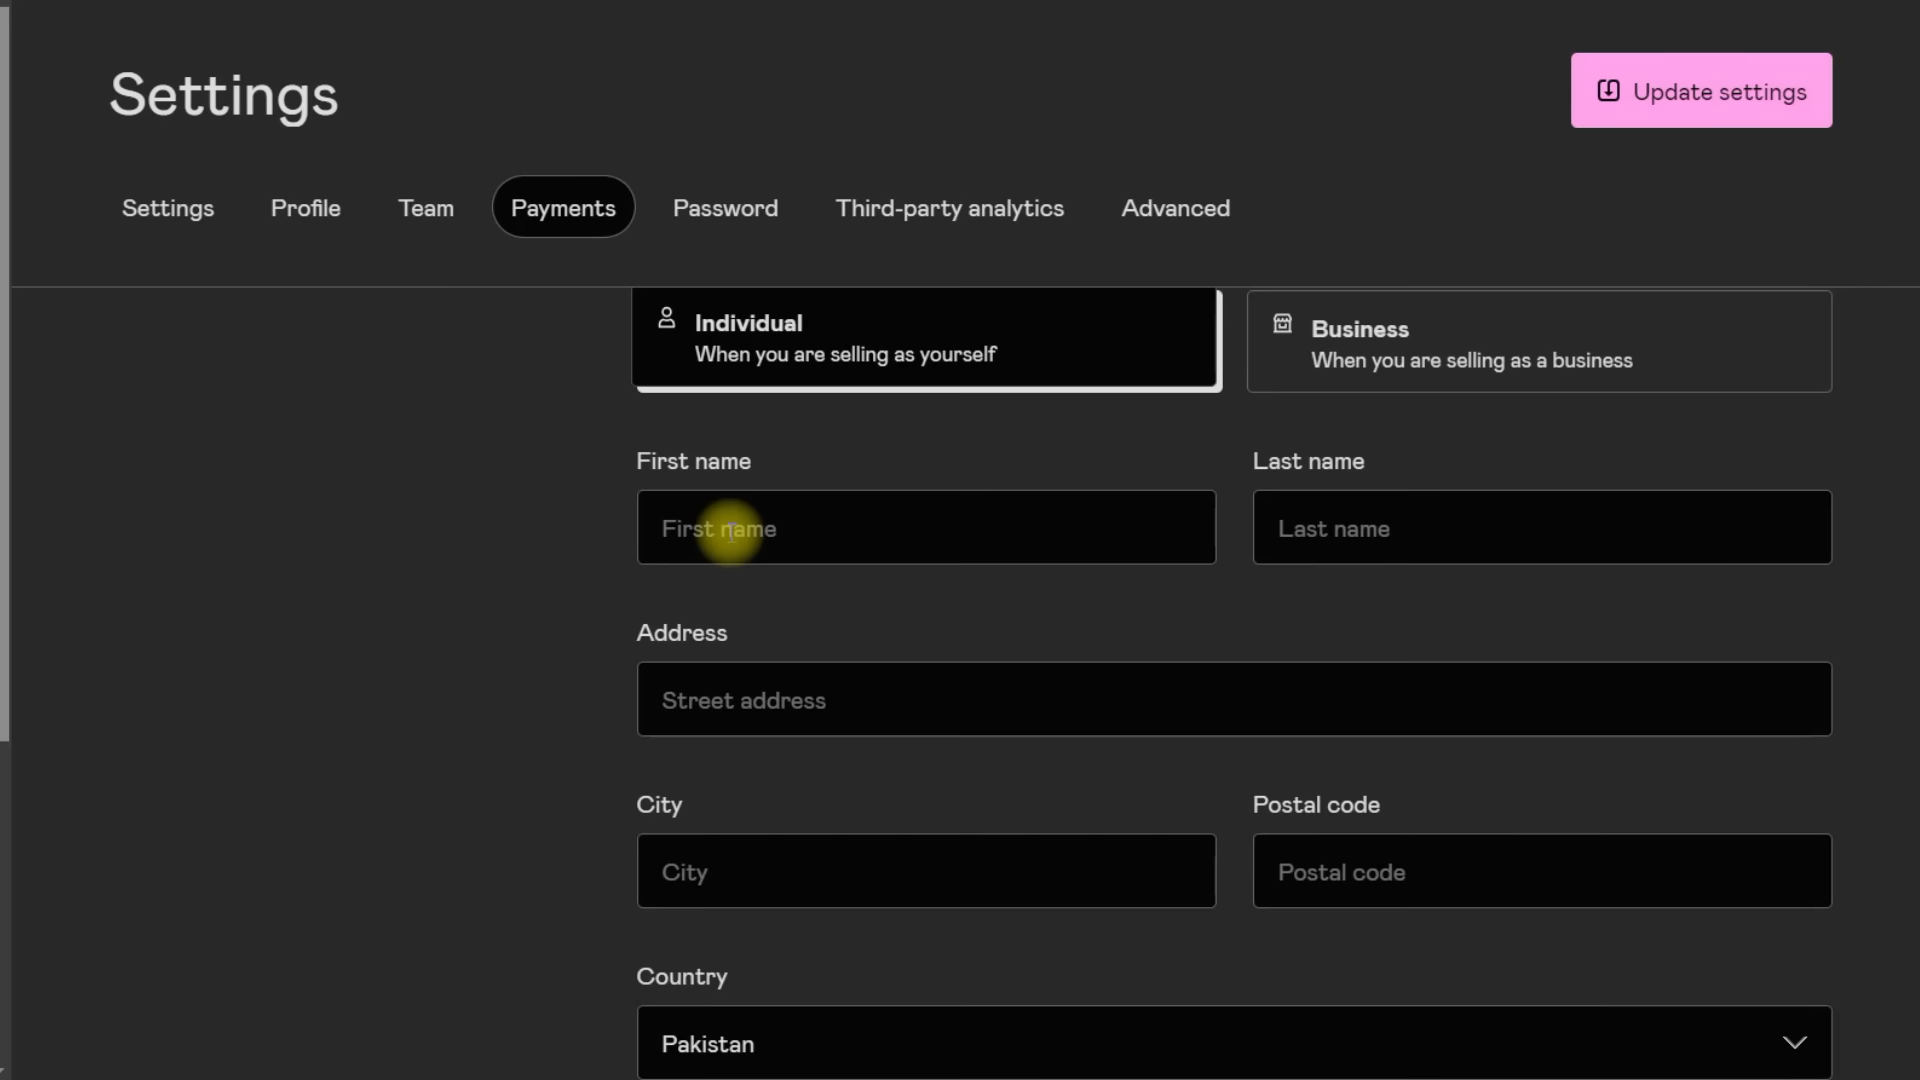 Settings
Update settings
Settings Profile Team Payments Password Third-party analytics Advanced
Individual
When you are selling as yourself
Business
When you are selling as a business
First name
Last name
First name
Last name
Address
Street address
City
Postal code
City
Postal code
Country
Pakistan